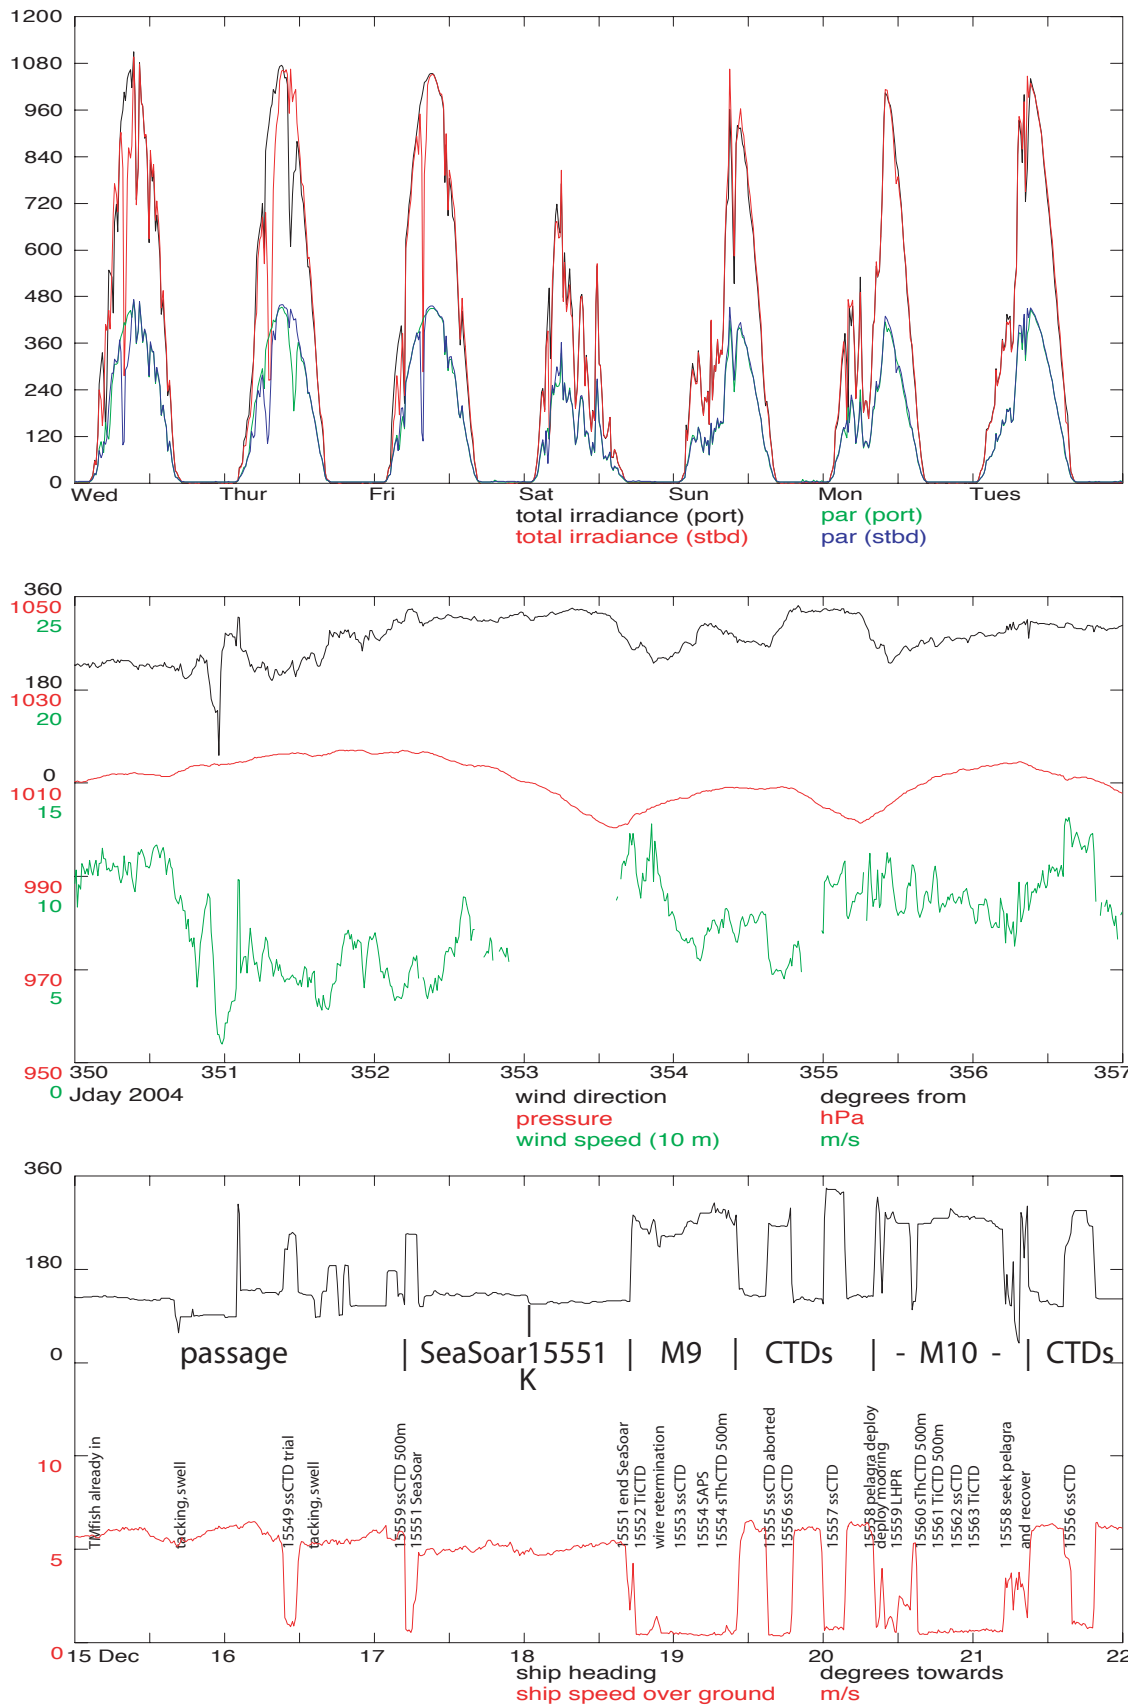 1200
1080
960
840
720
600
480
360
240
120
0
Wed Thur Fri Sat Sun Mon Tues
total irradiance (port) par (port)
total irradiance (stbd) par (stbd)
360
1050
25
180
1030
20
0
1010
15
990
10
970
5
950
0
350 351 352 353 354 355 356 357
Jday 2004
wind direction degrees from
pressure hPa
wind speed (10 m) m/s
360
180
0
passage | SeaSoar15551 | M9 | CTDs | - M10 - | CTDs
K
10
5
0
TMfish already in
tacking, swell
15549 ssCTD trial
tacking, swell
15559 ssCTD 500m
15551 SeaSoar
15551 end SeaSoar
15552 TiCTD
wire retermination
15553 ssCTD
15554 SAPS
15554 sThCTD 500m
15555 ssCTD aborted
15556 ssCTD
15557 ssCTD
15558 pelagra deploy
deploy mooring
15559 LHPR
15560 sThCTD 500m
15561 TiCTD 500m
15562 ssCTD
15563 TiCTD
15558 seek pelagra
and recover
15556 ssCTD
15 Dec 16 17 18 19 20 21 22
ship heading degrees towards
ship speed over ground m/s